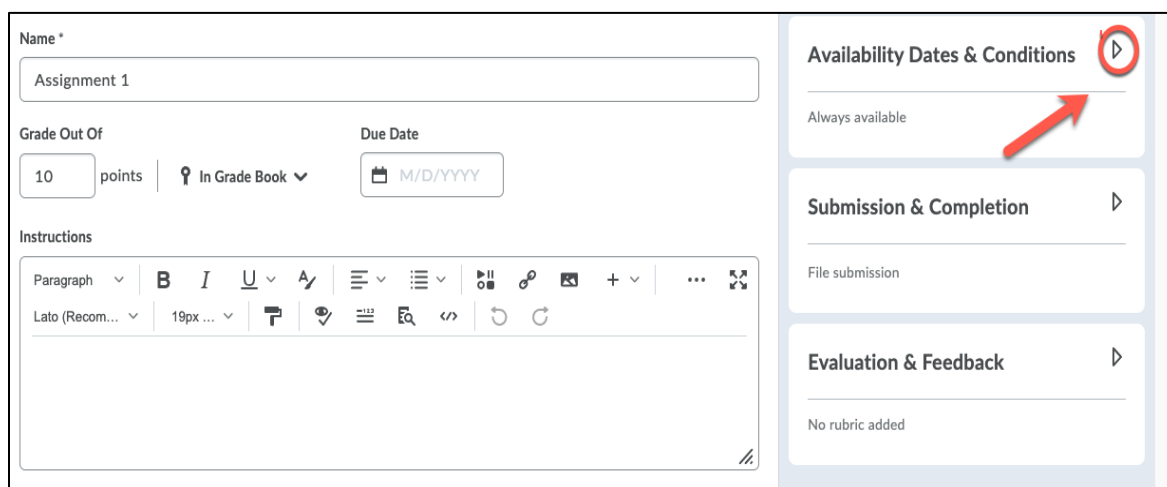 Name *
Assignment 1
Grade Out Of
Due Date
10 points
In Grade Book
M/D/YYYY
Instructions
Paragraph
B I U A
Lato (Recom...
19px ...
Availability Dates & Conditions
Always available
Submission & Completion
File submission
Evaluation & Feedback
No rubric added